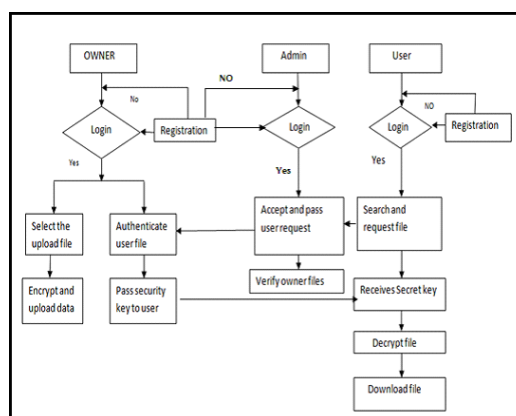 OWNER
Admin
User
No
NO
NO
Login
Registration
Login
Login
Registration
Yes
Yes
Yes
Select the
upload file
Authenticate
user file
Accept and pass
user request
Search and
request file
Verify owner files
Encrypt and
upload data
Pass security
key to user
Receives Secret key
Decrypt file
Download file